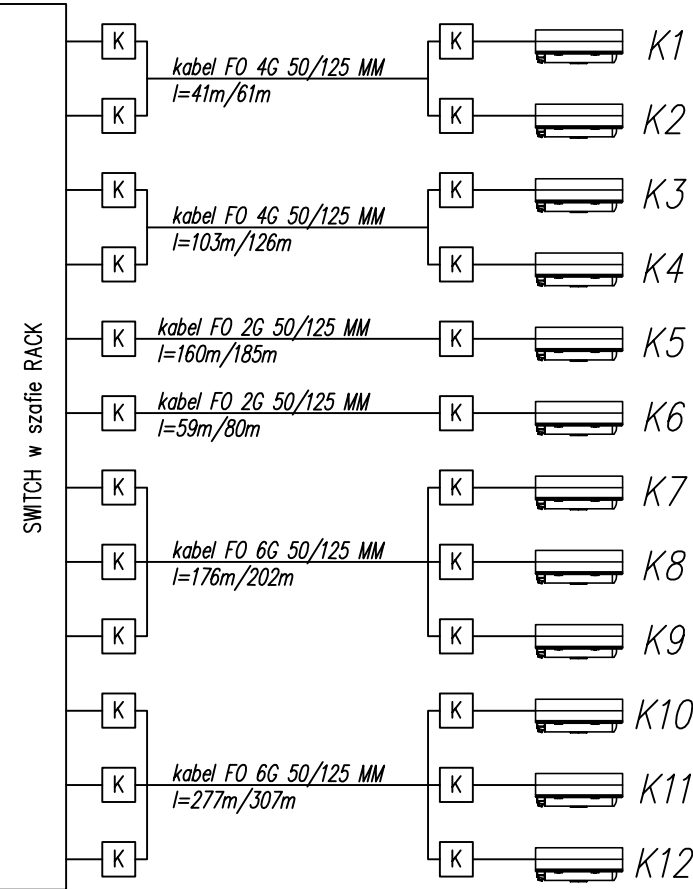 SWITCH w szafie RACK
K K K1
kabel FO 4G 50/125 MM
l=41m/61m
K K K2
K K K3
kabel FO 4G 50/125 MM
l=103m/126m
K K K4
kabel FO 2G 50/125 MM
K K K5
l=160m/185m
kabel FO 2G 50/125 MM
K K K6
l=59m/80m
K K K7
kabel FO 6G 50/125 MM
K K K8
l=176m/202m
K K K9
K K K10
kabel FO 6G 50/125 MM
K K K11
l=277m/307m
K K K12